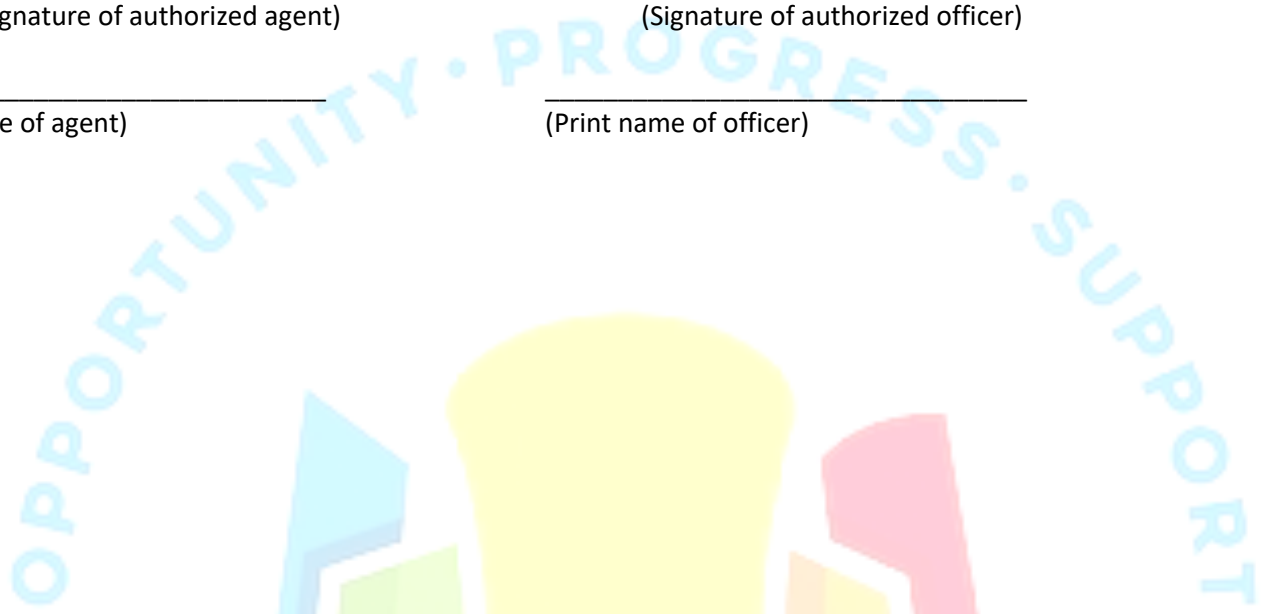 gnature of authorized agent) (Signature of authorized officer)
e of agent) (Print name of officer)
OPPORTUNITY · PROGRESS · SUPPORT